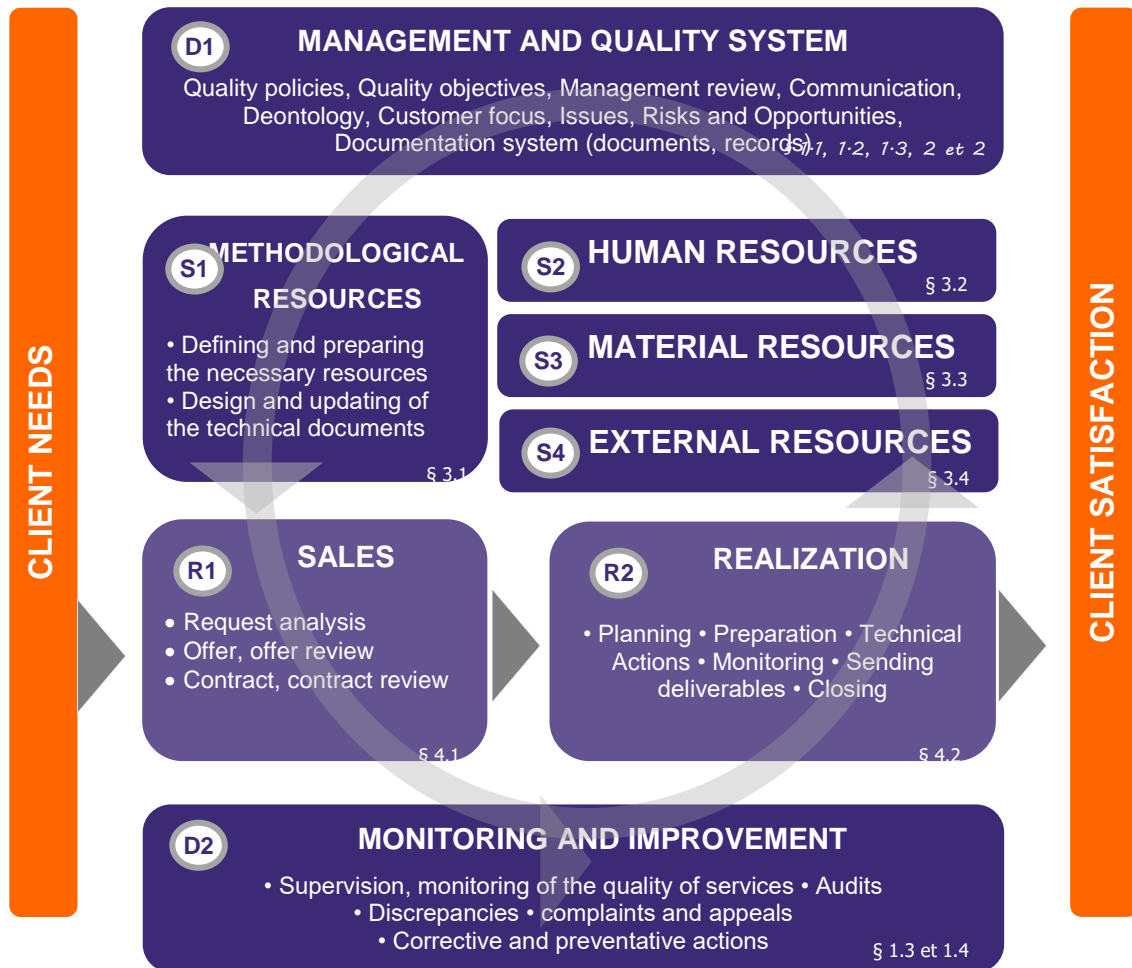 CLIENT NEEDS
D1
MANAGEMENT AND QUALITY SYSTEM
Quality policies, Quality objectives, Management review, Communication,
Deontology, Customer focus, Issues, Risks and Opportunities,
Documentation system (documents, records)
§ 1.1, 1.2, 1.3, 2 et 2
S1
METHODOLOGICAL
RESOURCES
• Defining and preparing
the necessary resources
• Design and updating of
the technical documents
§ 3.1
S2
HUMAN RESOURCES
§ 3.2
S3
MATERIAL RESOURCES
§ 3.3
S4
EXTERNAL RESOURCES
§ 3.4
R1
SALES
• Request analysis
• Offer, offer review
• Contract, contract review
§ 4.1
R2
REALIZATION
• Planning • Preparation • Technical
Actions • Monitoring • Sending
deliverables • Closing
§ 4.2
D2
MONITORING AND IMPROVEMENT
• Supervision, monitoring of the quality of services • Audits
• Discrepancies • complaints and appeals
• Corrective and preventative actions
§ 1.3 et 1.4
CLIENT SATISFACTION